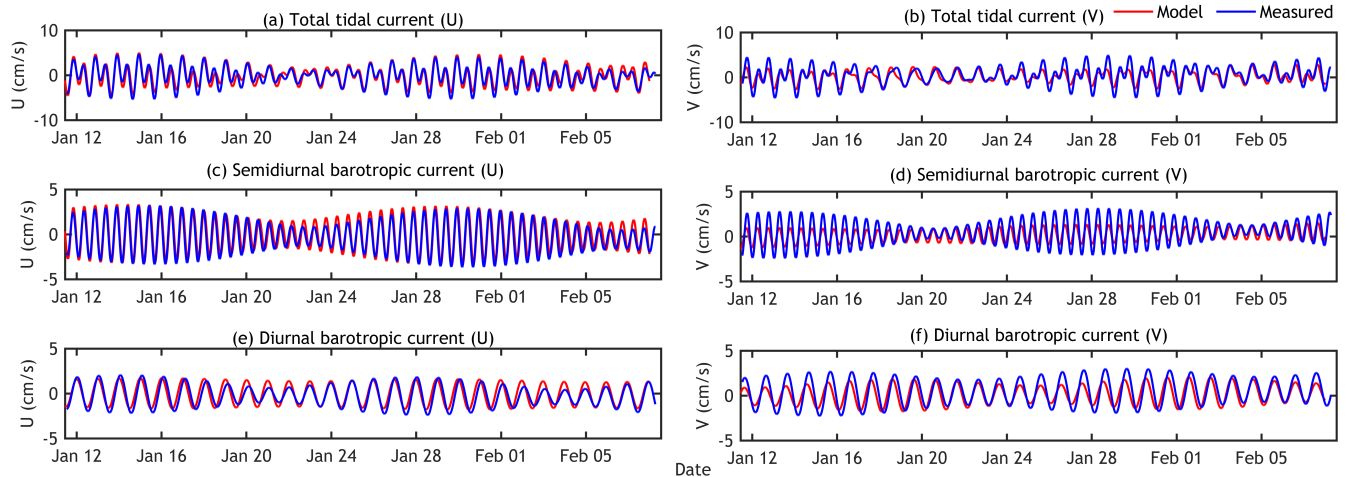 (a) Total tidal current (U)
10
0
-10
U (cm/s)
Jan 12 Jan 16 Jan 20 Jan 24 Jan 28 Feb 01 Feb 05
(b) Total tidal current (V)
Model Measured
10
0
-10
V (cm/s)
Jan 12 Jan 16 Jan 20 Jan 24 Jan 28 Feb 01 Feb 05
(c) Semidiurnal barotropic current (U)
5
0
-5
U (cm/s)
Jan 12 Jan 16 Jan 20 Jan 24 Jan 28 Feb 01 Feb 05
(d) Semidiurnal barotropic current (V)
5
0
-5
V (cm/s)
Jan 12 Jan 16 Jan 20 Jan 24 Jan 28 Feb 01 Feb 05
(e) Diurnal barotropic current (U)
5
0
-5
U (cm/s)
Jan 12 Jan 16 Jan 20 Jan 24 Jan 28 Feb 01 Feb 05
(f) Diurnal barotropic current (V)
5
0
-5
V (cm/s)
Jan 12 Jan 16 Jan 20 Jan 24 Jan 28 Feb 01 Feb 05
Date